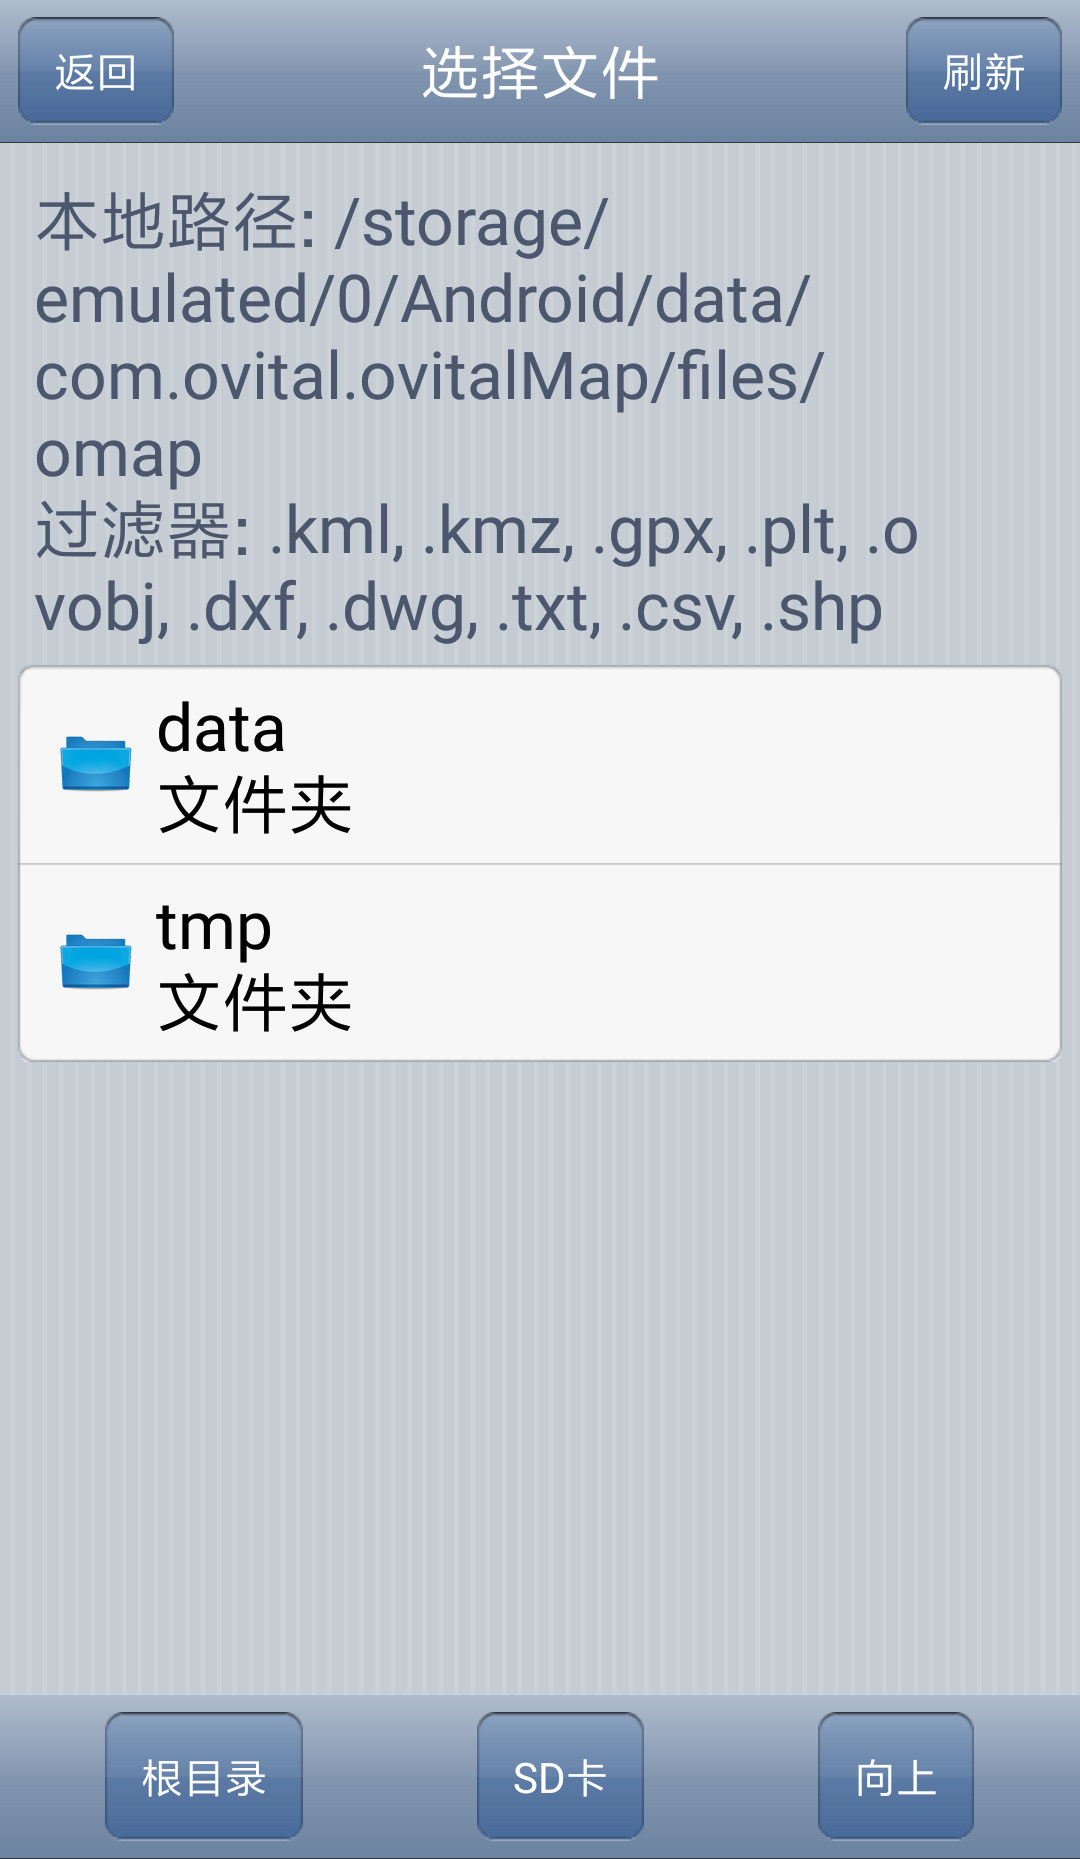 返回
选择文件
刷新
本地路径: /storage/
emulated/0/Android/data/
com.ovital.ovitalMap/files/
omap
过滤器: .kml, .kmz, .gpx, .plt, .o
vobj, .dxf, .dwg, .txt, .csv, .shp
data
文件夹
tmp
文件夹
根目录
SD卡
向上